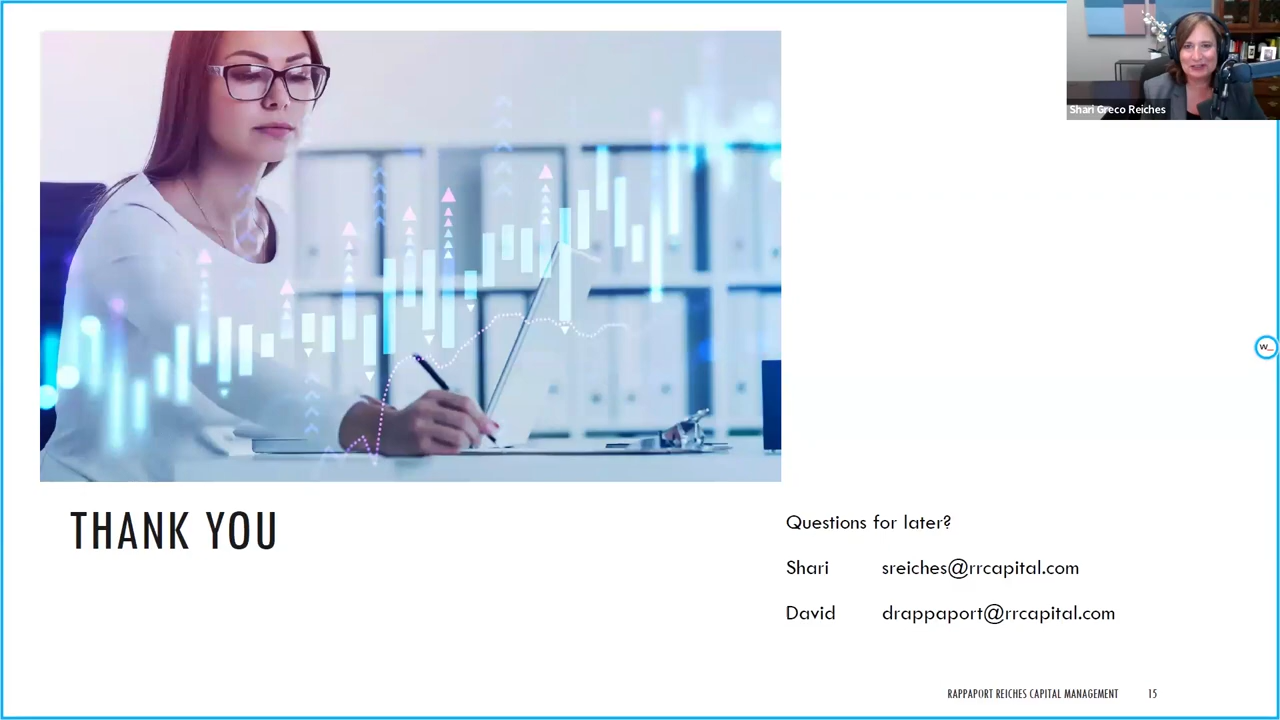 Shari Greco Reiches
W_
THANK YOU
Questions for later?
Shari sreiches@rrcapital.com
David drappaport@rrcapital.com
RAPPAPORT REICHES CAPITAL MANAGEMENT 15